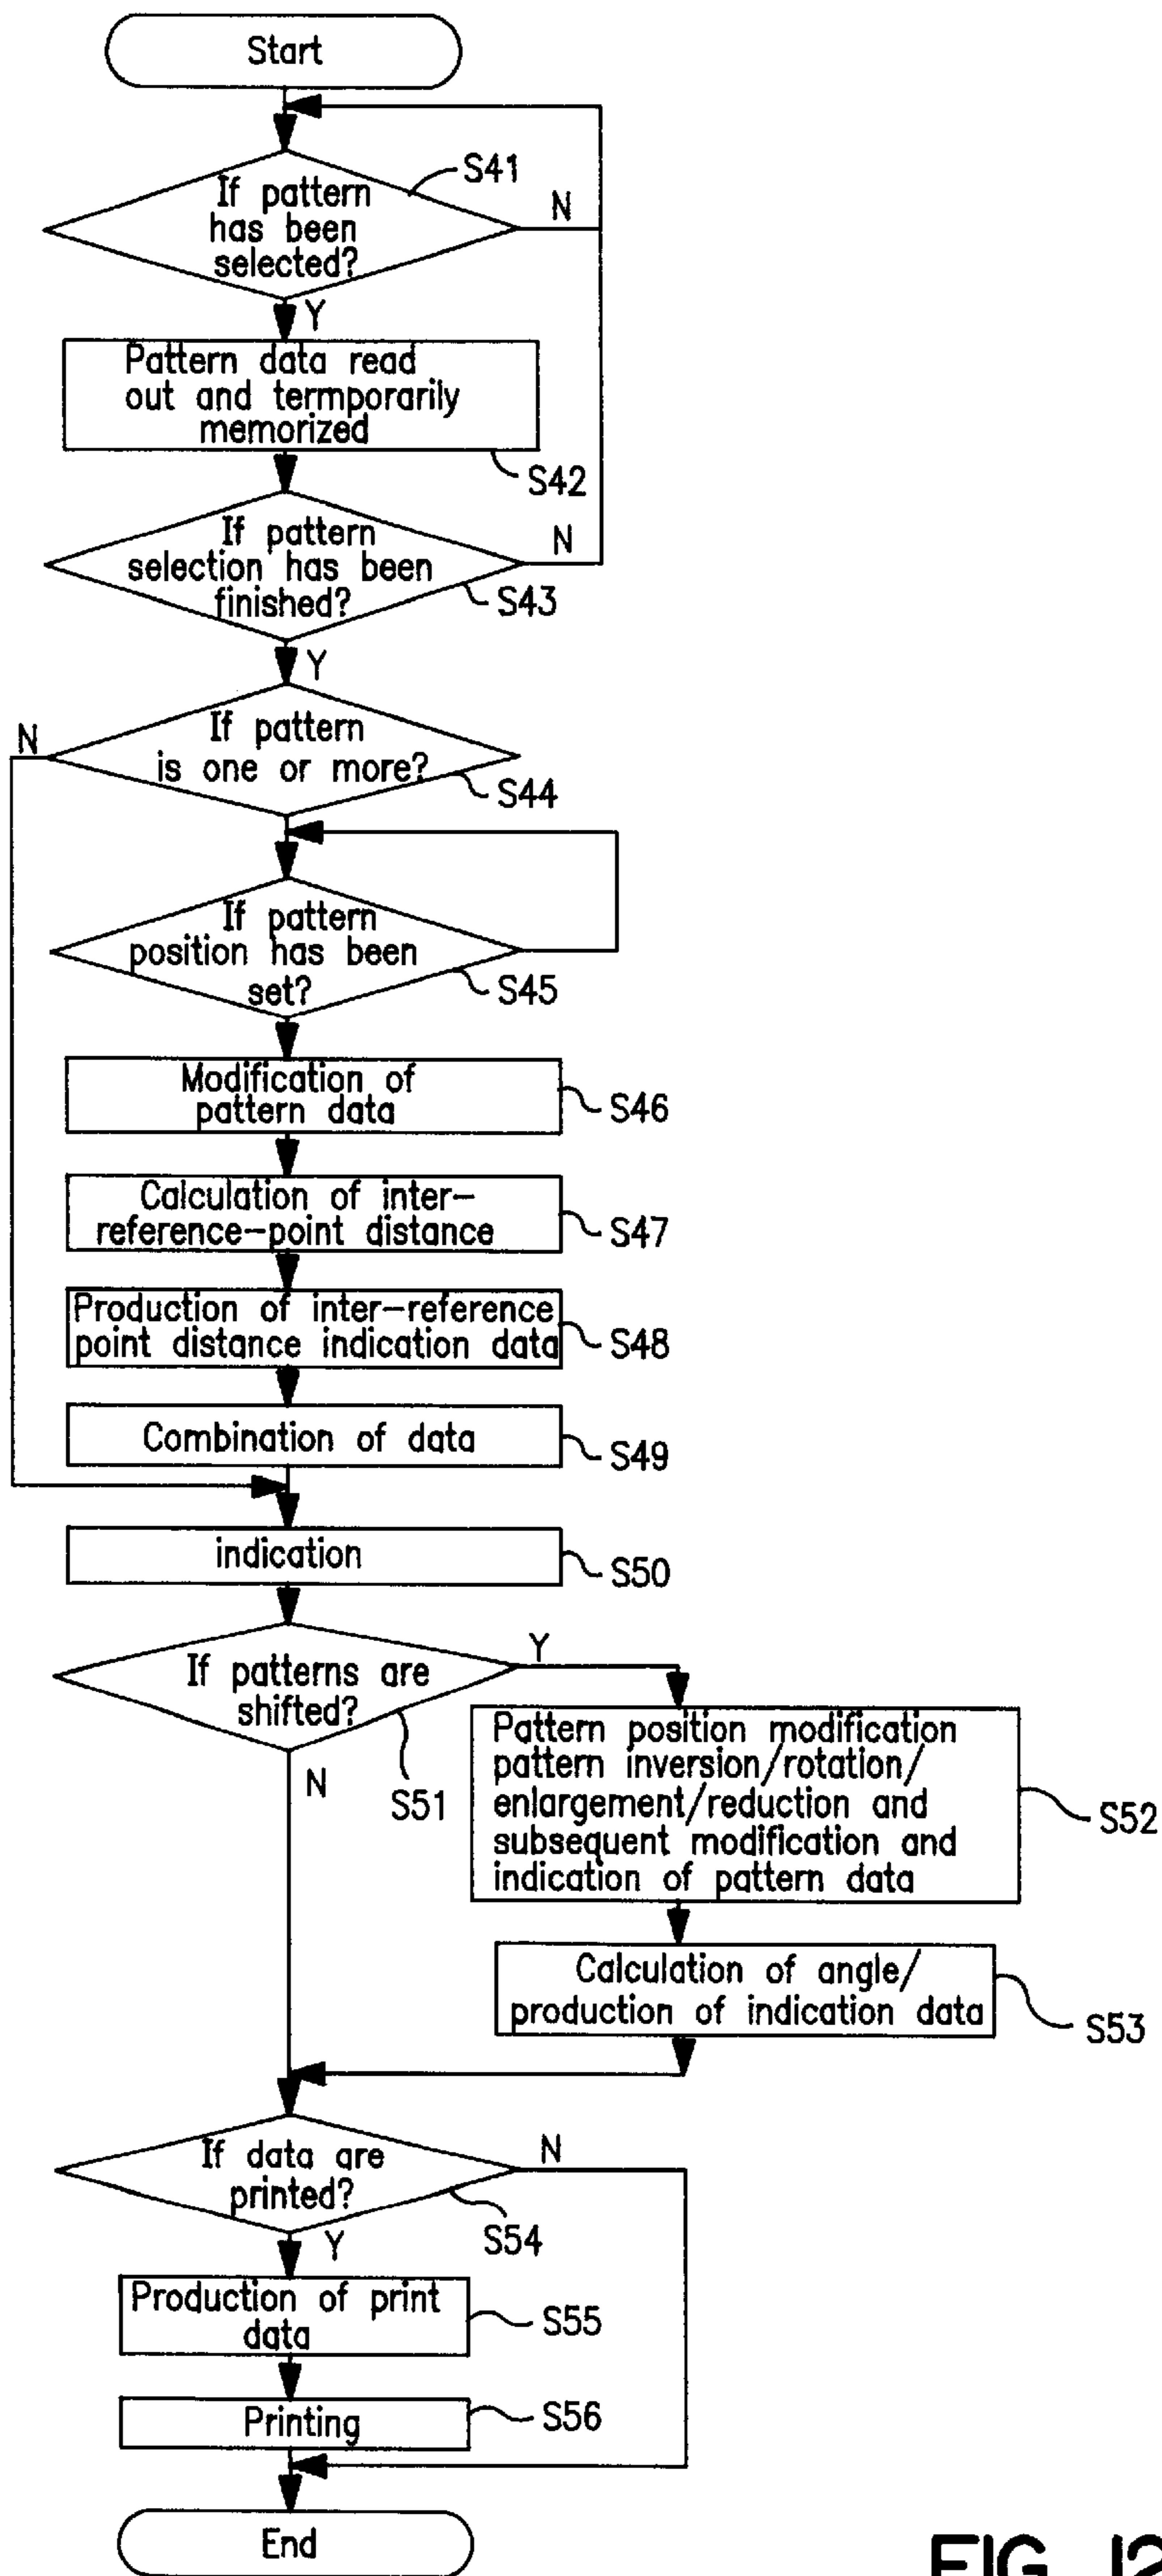 Start
If pattern
has been
selected?
S41
N
Y
Pattern data read
out and termporarily
memorized
S42
If pattern
selection has been
finished?
N
S43
Y
If pattern
is one or more?
N
S44
If pattern
position has been
set?
S45
Modification of
pattern data
S46
Calculation of inter-
reference-point distance
S47
Production of inter-reference
point distance indication data
S48
Combination of data
S49
indication
S50
If patterns are
shifted?
Y
N
S51
Pattern position modification
pattern inversion/rotation/
enlargement/reduction and
subsequent modification and
indication of pattern data
S52
Calculation of angle/
production of indication data
S53
If data are
printed?
N
S54
Y
Production of print
data
S55
Printing
S56
End
FIG. 12